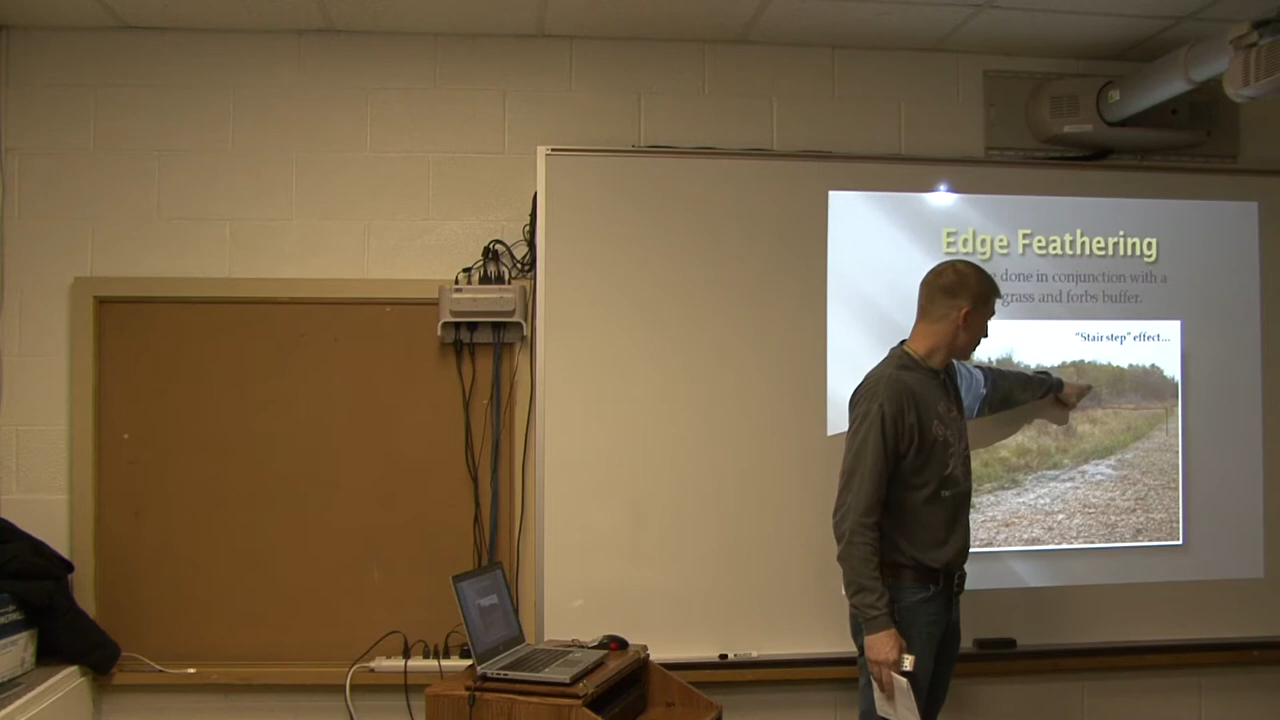 Edge Feathering
done in conjunction with a
grass and forbs buffer.
"Stair step" effect...